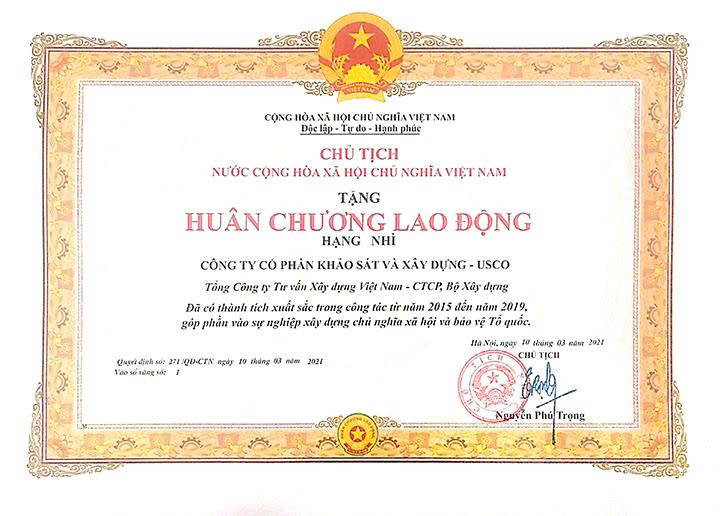 VIỆT NAM
CỘNG HÒA XÃ HỘI CHỦ NGHĨA VIỆT NAM
Độc lập - Tự do - Hạnh phúc
CHỦ TỊCH
NƯỚC CỘNG HÒA XÃ HỘI CHỦ NGHĨA VIỆT NAM
TẶNG
HUÂN CHƯƠNG LAO ĐỘNG
HẠNG NHÌ
CÔNG TY CỔ PHẦN KHẢO SÁT VÀ XÂY DỰNG - USCO
Tổng Công ty Tư vấn Xây dựng Việt Nam - CTCP, Bộ Xây dựng
Đã có thành tích xuất sắc trong công tác từ năm 2015 đến năm 2019,
góp phần vào sự nghiệp xây dựng chủ nghĩa xã hội và bảo vệ Tổ quốc.
Hà Nội, ngày 10 tháng 03 năm 2021
Quyết định số: 271 /QĐ-CTN ngày 10 tháng 03 năm 2021
Vào sổ vàng số: 1
CHỦ TỊCH
CHỦ TỊCH
Nguyễn Phú Trọng